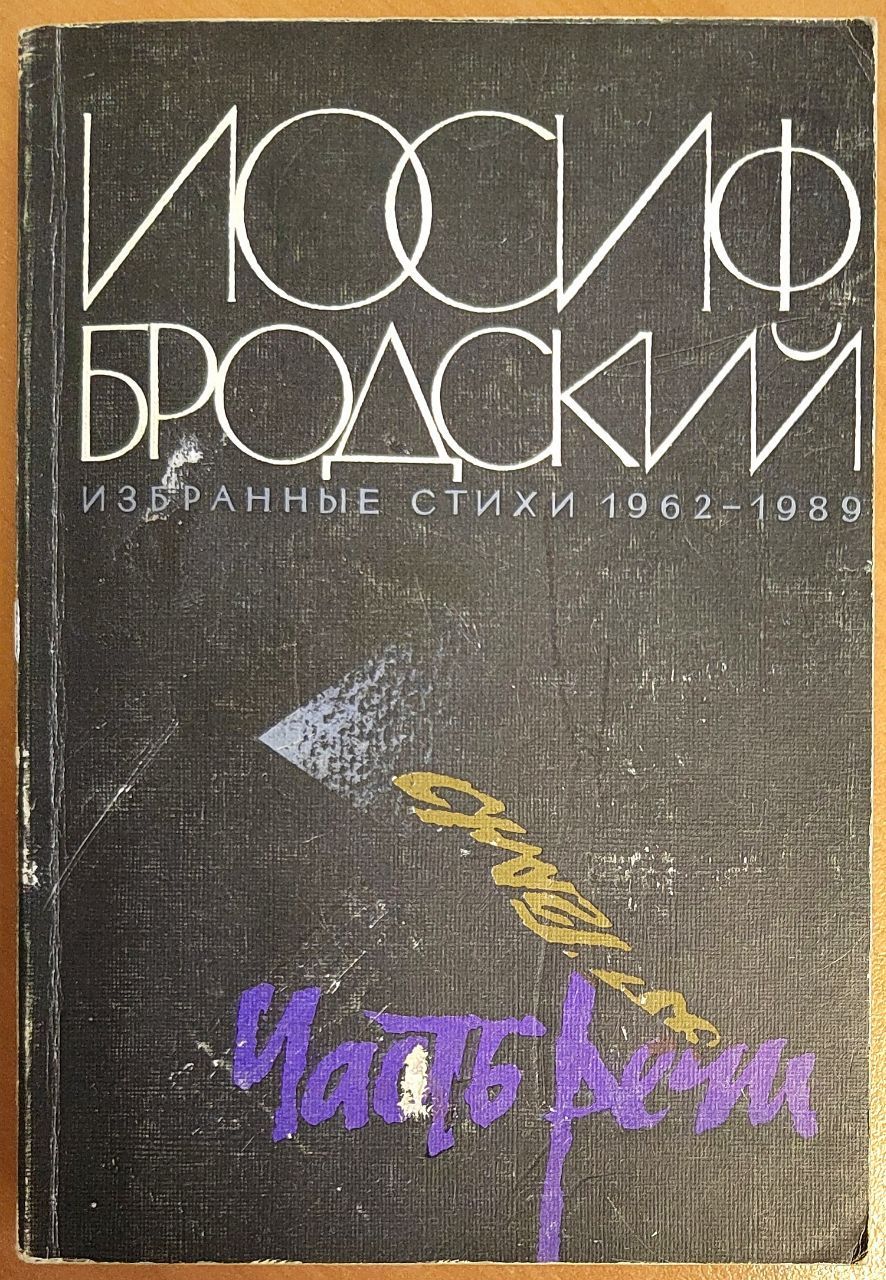 ИОСИФ
БРОДСКИЙ
ИЗБРАННЫЕ СТИХИ 1962–1989
Часть речи